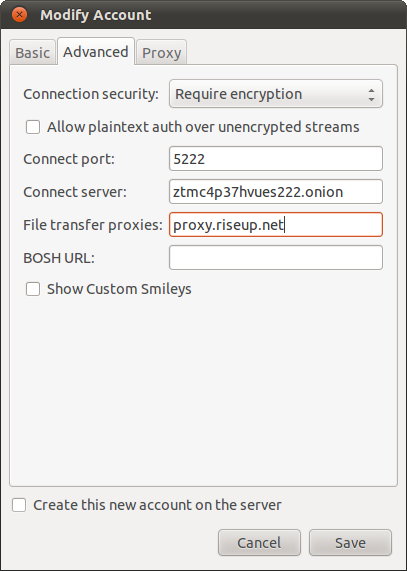 Modify Account
Basic Advanced Proxy
Connection security: Require encryption
Allow plaintext auth over unencrypted streams
Connect port: 5222
Connect server: ztmc4p37hvues222.onion
File transfer proxies: proxy.riseup.net
BOSH URL:
Show Custom Smileys
Create this new account on the server
Cancel Save